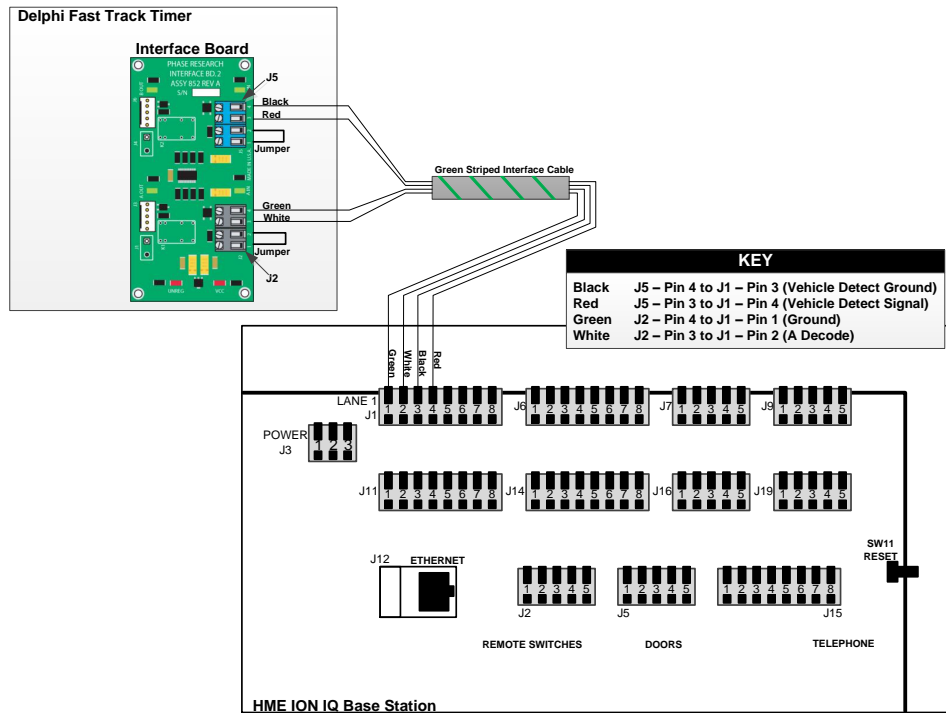 Delphi Fast Track Timer
Interface Board
PHASE RESEARCH
INTERFACE BD.2
ASSY 852 REV A
S/N
J5
Black
Red
Jumper
Green
White
Jumper
J2
MADE IN U.S.A.
UNREG
VCC
Green Striped Interface Cable
KEY
Black J5 – Pin 4 to J1 – Pin 3 (Vehicle Detect Ground)
Red J5 – Pin 3 to J1 – Pin 4 (Vehicle Detect Signal)
Green J2 – Pin 4 to J1 – Pin 1 (Ground)
White J2 – Pin 3 to J1 – Pin 2 (A Decode)
Green
White
Black
Red
LANE 1
J1
1 2 3 4 5 6 7 8
J6
1 2 3 4 5 6 7 8
J7
1 2 3 4 5
J9
1 2 3 4 5
POWER
J3
1 2 3
J11
1 2 3 4 5 6 7 8
J14
1 2 3 4 5 6 7 8
J16
1 2 3 4 5
J19
1 2 3 4 5
SW11
RESET
J12
ETHERNET
1 2 3 4 5
J2
1 2 3 4 5
J5
1 2 3 4 5 6 7 8
J15
REMOTE SWITCHES
DOORS
TELEPHONE
HME ION IQ Base Station